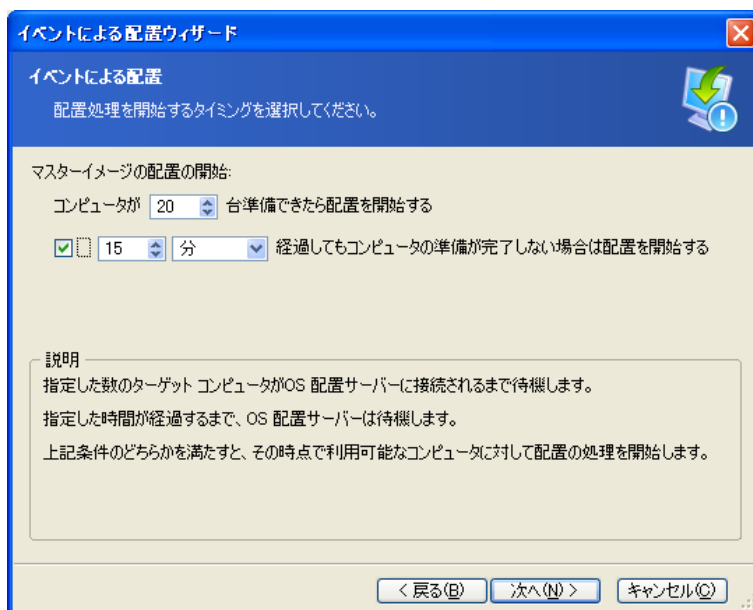 イベントによる配置ウィザード
イベントによる配置
配置処理を開始するタイミングを選択してください。
マスターイメージの配置の開始:
コンピュータが 20 台準備できたら配置を開始する
15 分 経過してもコンピュータの準備が完了しない場合は配置を開始する
説明
指定した数のターゲット コンピュータがOS 配置サーバーに接続されるまで待機します。
指定した時間が経過するまで、OS 配置サーバーは待機します。
上記条件のどちらかを満たすと、その時点で利用可能なコンピュータに対して配置の処理を開始します。
< 戻る(B) 次へ(N) > キャンセル(C)